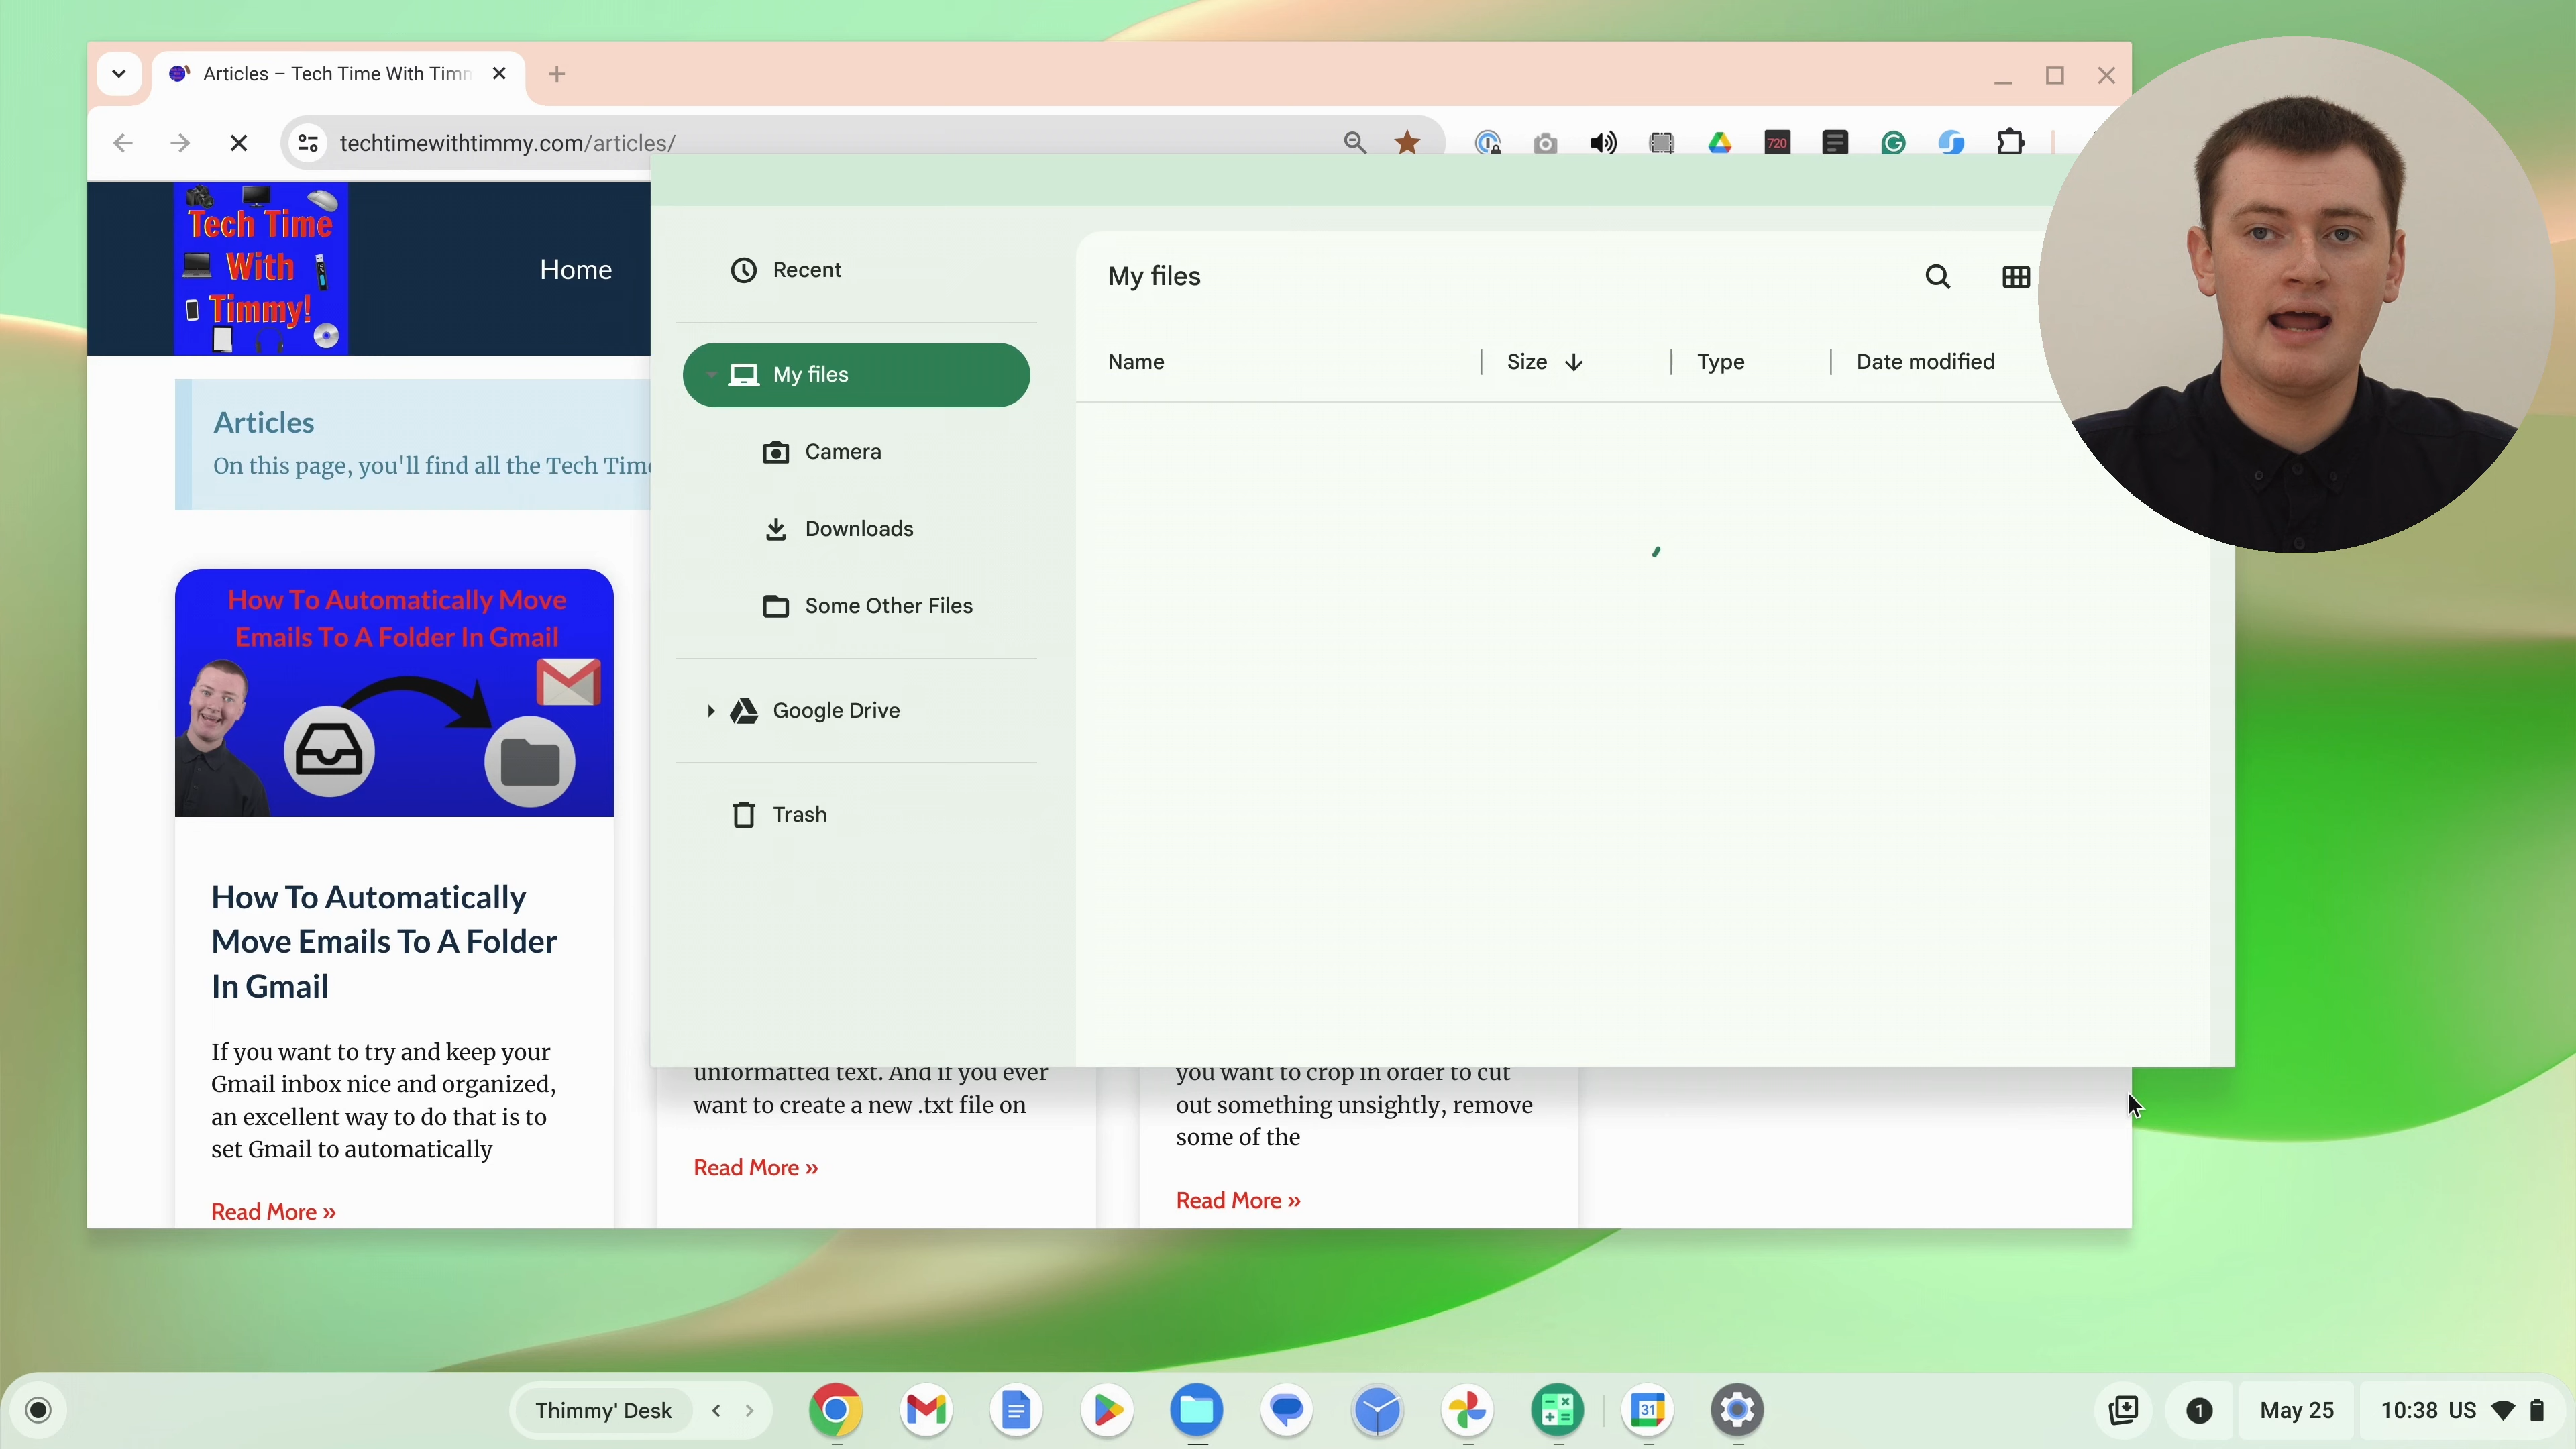 Articles – Tech Time With Timm
techtimewithtimmy.com/articles/
720
Tech Time
With
Timmy!
Home
Articles
On this page, you'll find all the Tech Time
How To Automatically Move
Emails To A Folder In Gmail
How To Automatically
Move Emails To A Folder
In Gmail
If you want to try and keep your
Gmail inbox nice and organized,
an excellent way to do that is to
set Gmail to automatically
Read More »
Recent
My files
Camera
Downloads
Some Other Files
Google Drive
Trash
My files
Name
Size
Type
Date modified
unformatted text. And if you ever
want to create a new .txt file on
Read More »
you want to crop in order to cut
out something unsightly, remove
some of the
Read More »
Thimmy' Desk
31
1
May 25
10:38 US